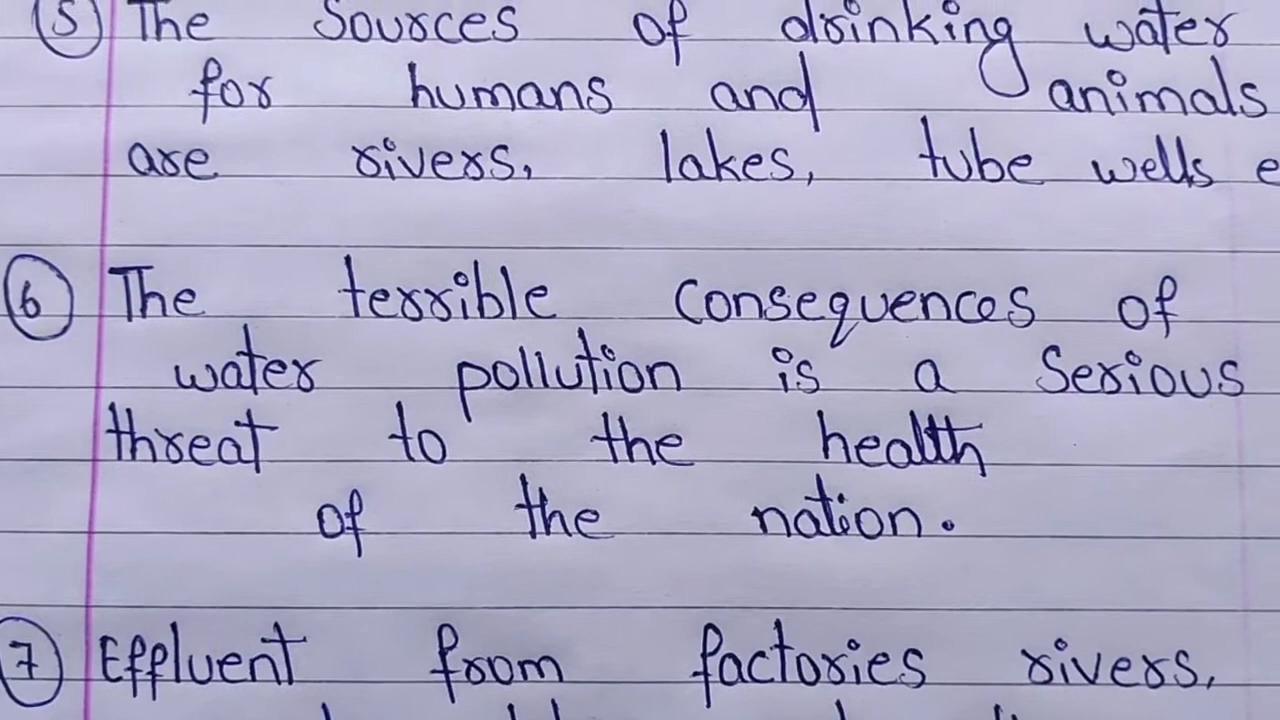 5 The Sources of drinking water
for humans and animals
are rivers, lakes, tube wells e
6 The terrible Consequences of
water pollution is a Serious
threat to the health
of the nation.
7 Effluent from factories rivers,